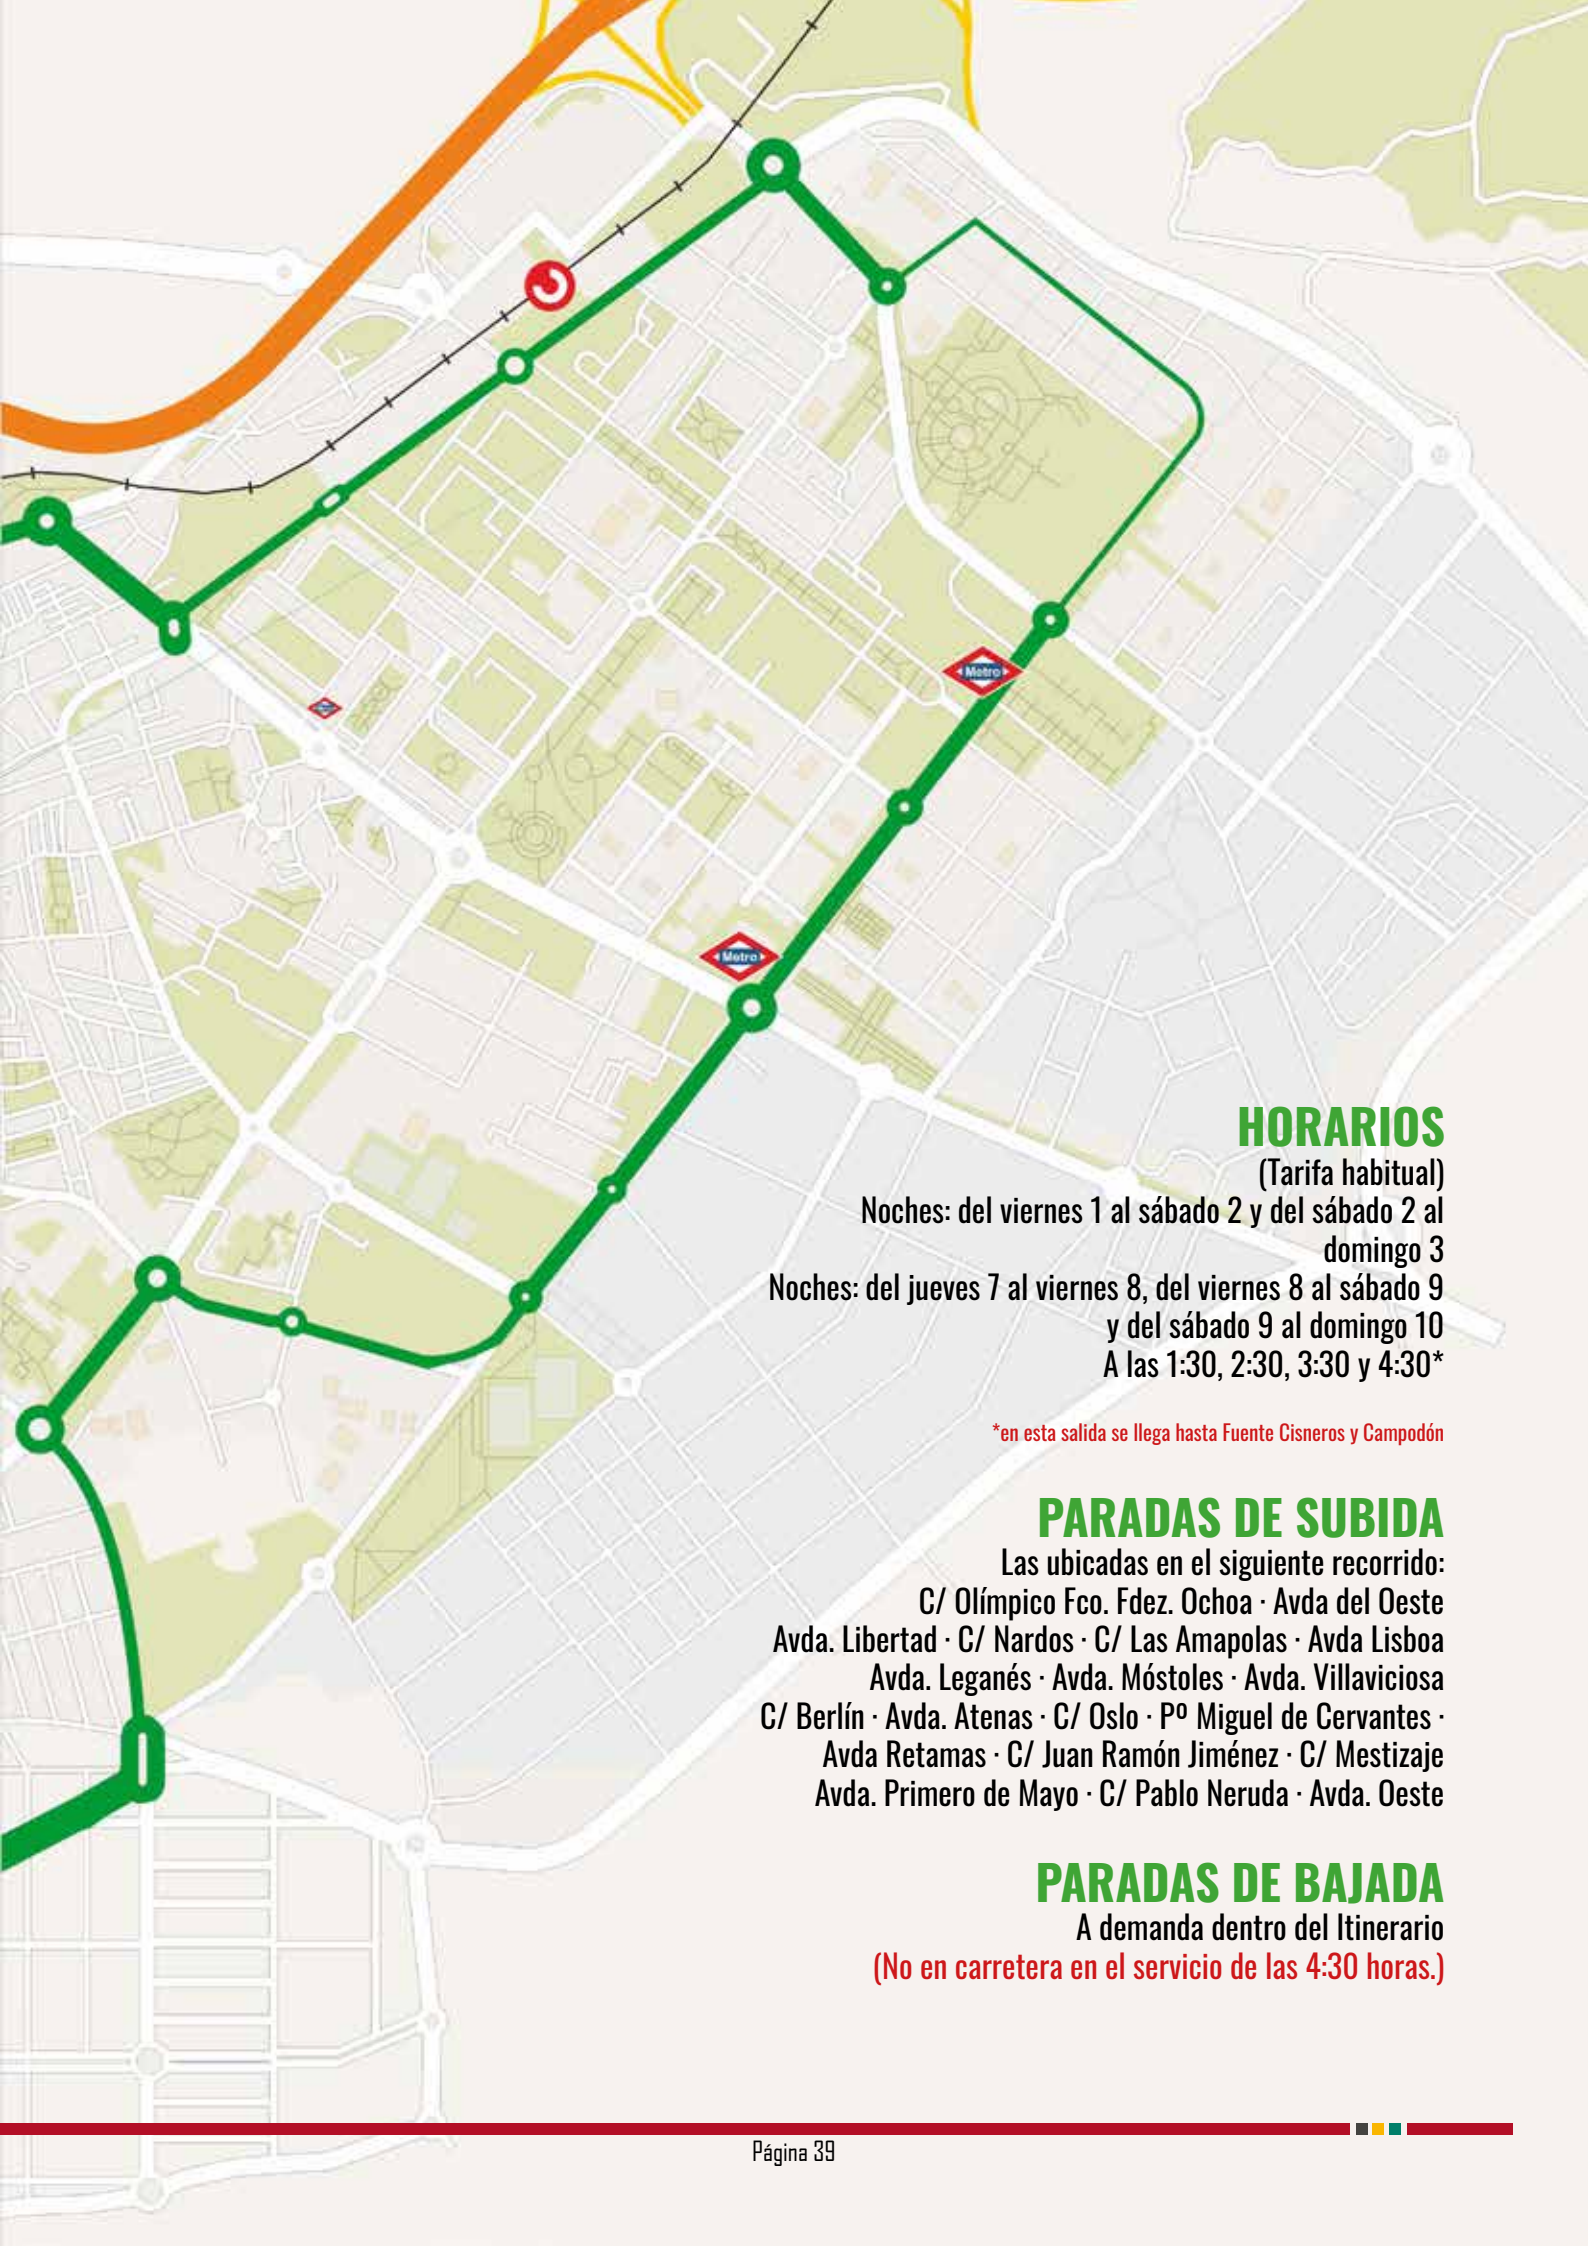 Metro
Metro
HORARIOS
(Tarifa habitual)
Noches: del viernes 1 al sábado 2 y del sábado 2 al
domingo 3
Noches: del jueves 7 al viernes 8, del viernes 8 al sábado 9
y del sábado 9 al domingo 10
A las 1:30, 2:30, 3:30 y 4:30*
*en esta salida se llega hasta Fuente Cisneros y Campodón
PARADAS DE SUBIDA
Las ubicadas en el siguiente recorrido:
C/ Olímpico Fco. Fdez. Ochoa · Avda del Oeste
Avda. Libertad · C/ Nardos · C/ Las Amapolas · Avda Lisboa
Avda. Leganés · Avda. Móstoles · Avda. Villaviciosa
C/ Berlín · Avda. Atenas · C/ Oslo · Pº Miguel de Cervantes ·
Avda Retamas · C/ Juan Ramón Jiménez · C/ Mestizaje
Avda. Primero de Mayo · C/ Pablo Neruda · Avda. Oeste
PARADAS DE BAJADA
A demanda dentro del Itinerario
(No en carretera en el servicio de las 4:30 horas.)
Página 39